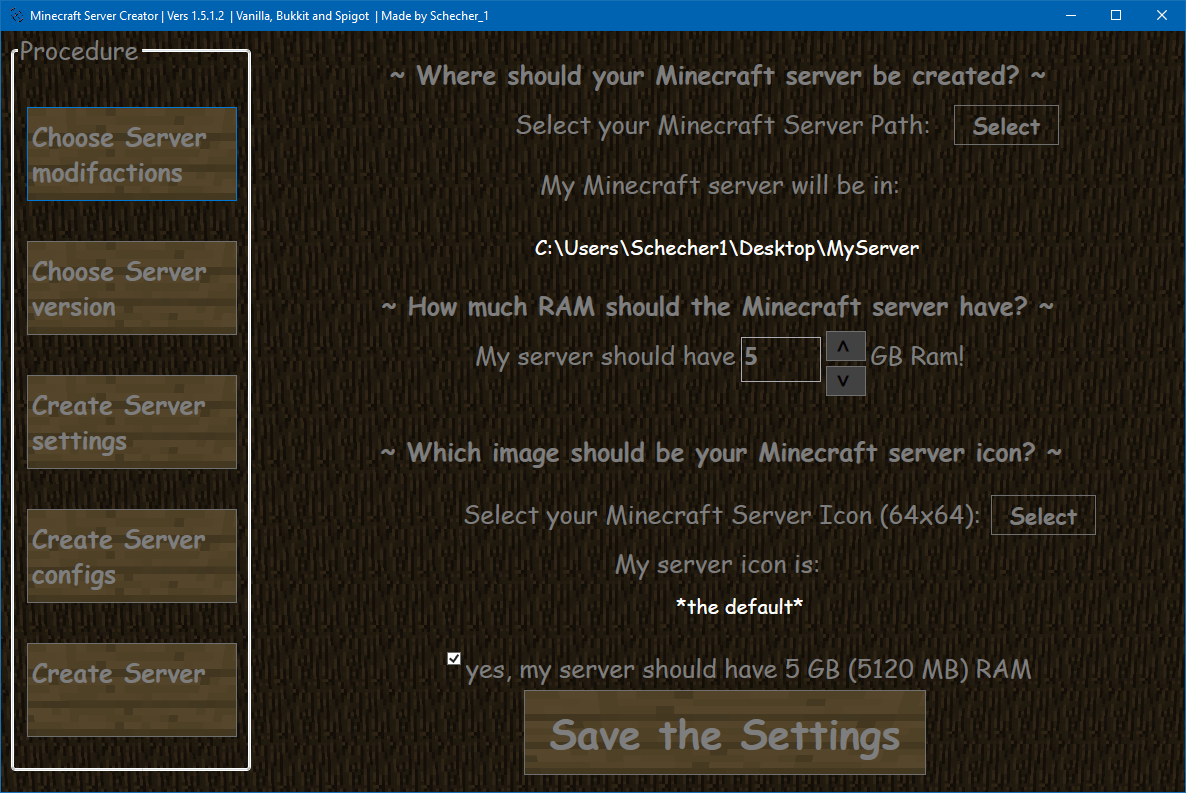 Minecraft Server Creator | Vers 1.5.1.2 | Vanilla, Bukkit and Spigot | Made by Schecher_1
Procedure
Choose Server
modifactions
Choose Server
version
Create Server
settings
Create Server
configs
Create Server
~ Where should your Minecraft server be created? ~
Select your Minecraft Server Path: Select
My Minecraft server will be in:
C:\Users\Schecher1\Desktop\MyServer
~ How much RAM should the Minecraft server have? ~
My server should have 5 ^ v GB Ram!
~ Which image should be your Minecraft server icon? ~
Select your Minecraft Server Icon (64x64): Select
My server icon is:
*the default*
yes, my server should have 5 GB (5120 MB) RAM
Save the Settings